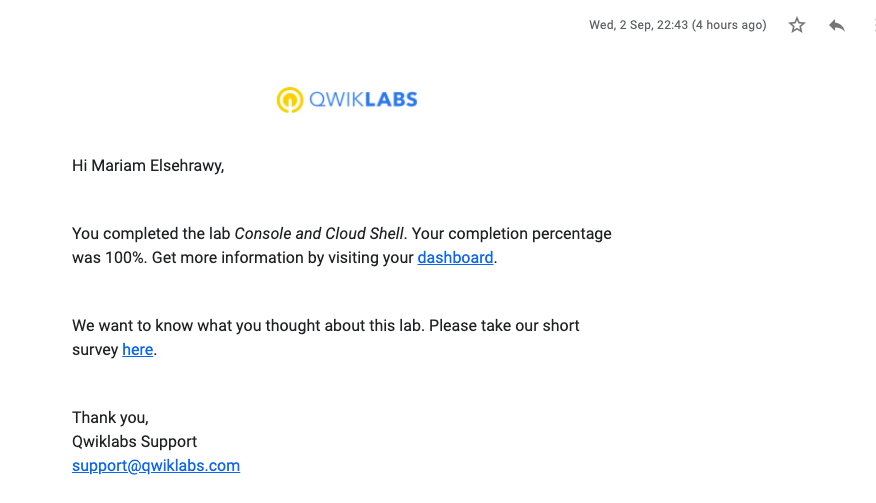 Wed, 2 Sep, 22:43 (4 hours ago)
QWIKLABS
Hi Mariam Elsehrawy,
You completed the lab Console and Cloud Shell. Your completion percentage
was 100%. Get more information by visiting your dashboard.
We want to know what you thought about this lab. Please take our short
survey here.
Thank you,
Qwiklabs Support
support@qwiklabs.com